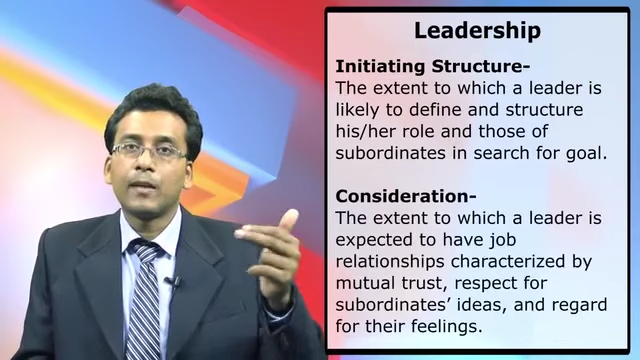 Leadership
Initiating Structure-
The extent to which a leader is
likely to define and structure
his/her role and those of
subordinates in search for goal.
Consideration-
The extent to which a leader is
expected to have job
relationships characterized by
mutual trust, respect for
subordinates’ ideas, and regard
for their feelings.